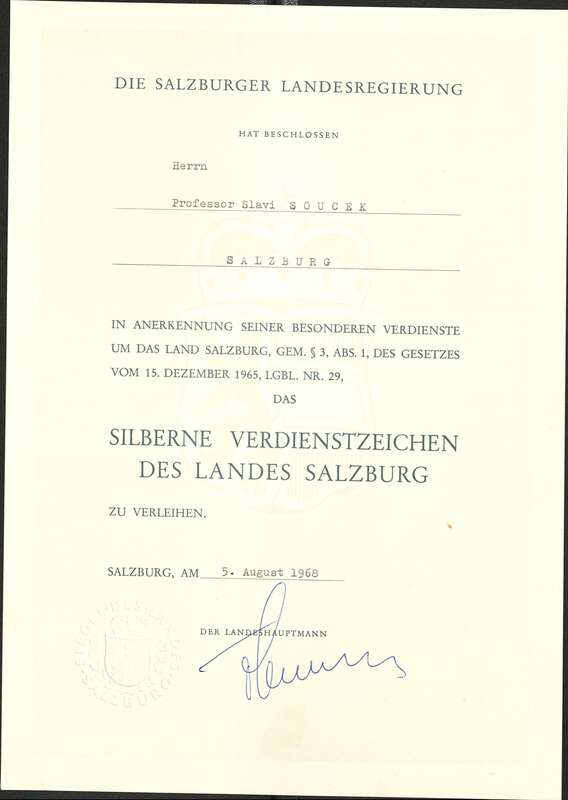 DIE SALZBURGER LANDESREGIERUNG
HAT BESCHLOSSEN
Herrn
Professor Slavi S O U C E K
S A L Z B U R G
IN ANERKENNUNG SEINER BESONDEREN VERDIENSTE
UM DAS LAND SALZBURG, GEM. § 3, ABS. 1, DES GESETZES
VOM 15. DEZEMBER 1965, LGBL. NR. 29,
DAS
SILBERNE VERDIENSTZEICHEN
DES LANDES SALZBURG
ZU VERLEIHEN.
SALZBURG, AM 5. August 1968
DER LANDESHAUPTMANN